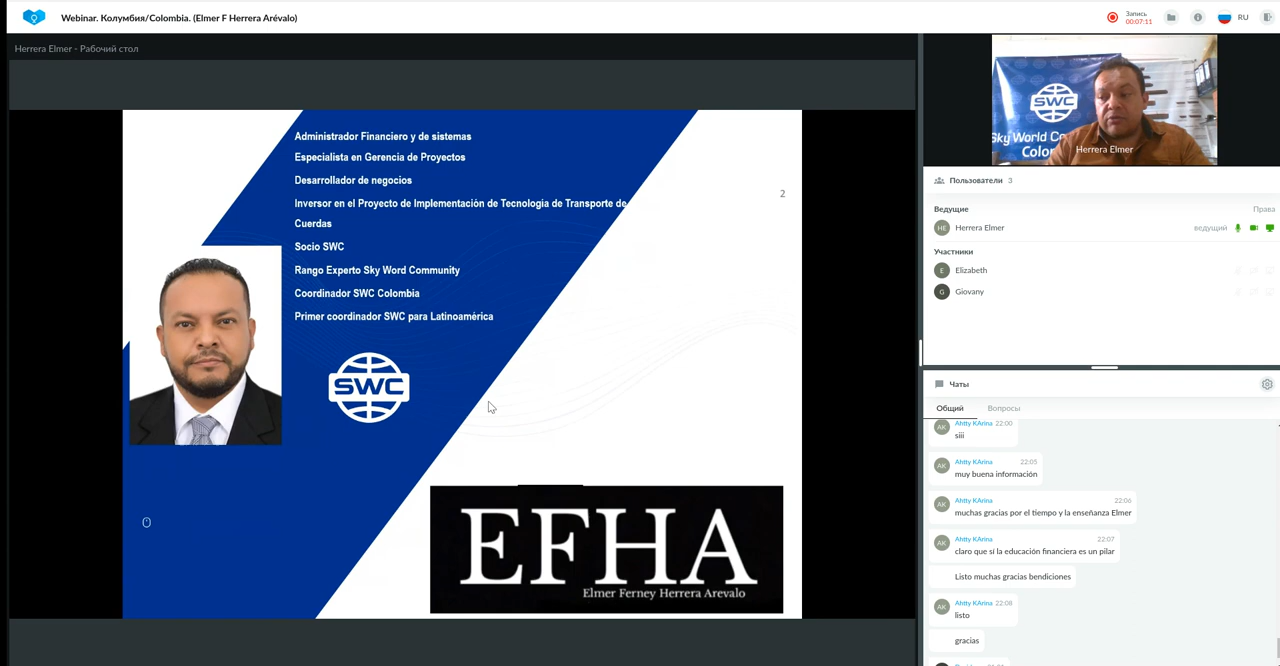 Webinar. Колумбия/Colombia. (Elmer F Herrera Arévalo)
Запись
00:07:11
RU
Herrera Elmer - Рабочий стол
Administrador Financiero y de sistemas
Especialista en Gerencia de Proyectos
Desarrollador de negocios
Inversor en el Proyecto de Implementación de Tecnologia de Transporte de
Cuerdas
Socio SWC
Rango Experto Sky Word Community
Coordinador SWC Colombia
Primer coordinador SWC para Latinoamérica
2
SWC
EFHA
Elmer Ferney Herrera Arevalo
SWC
Sky World Co
Colo
Herrera Elmer
Пользователи 3
Ведущие
Права
HE
Herrera Elmer
ведущий
Участники
E
Elizabeth
G
Giovany
Чаты
Общий
Вопросы
AK
Ahtty KArina 22:00
siii
AK
Ahtty KArina 22:05
muy buena información
AK
Ahtty KArina 22:06
muchas gracias por el tiempo y la enseñanza Elmer
AK
Ahtty KArina 22:07
claro que sí la educación financiera es un pilar
Listo muchas gracias bendiciones
AK
Ahtty KArina 22:08
listo
gracias